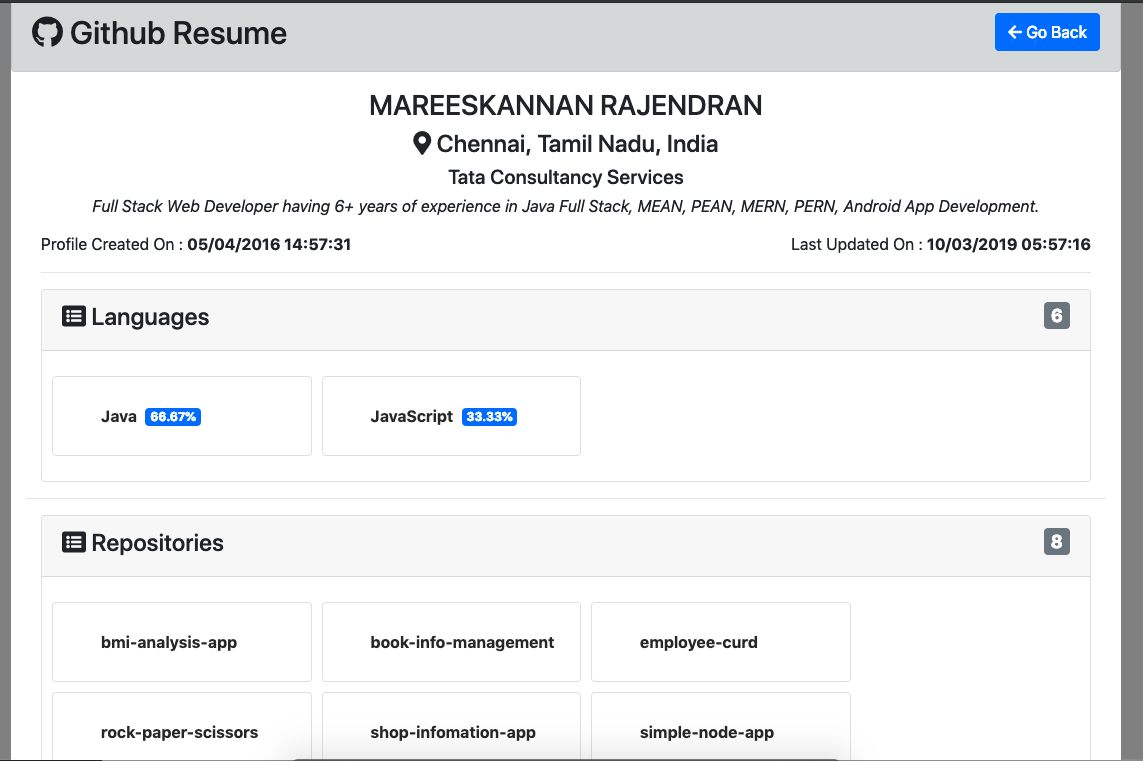 Github Resume
Go Back
MAREESKANNAN RAJENDRAN
Chennai, Tamil Nadu, India
Tata Consultancy Services
Full Stack Web Developer having 6+ years of experience in Java Full Stack, MEAN, PEAN, MERN, PERN, Android App Development.
Profile Created On : 05/04/2016 14:57:31
Last Updated On : 10/03/2019 05:57:16
Languages 6
Java 66.67%
JavaScript 33.33%
Repositories 8
bmi-analysis-app
book-info-management
employee-curd
rock-paper-scissors
shop-infomation-app
simple-node-app